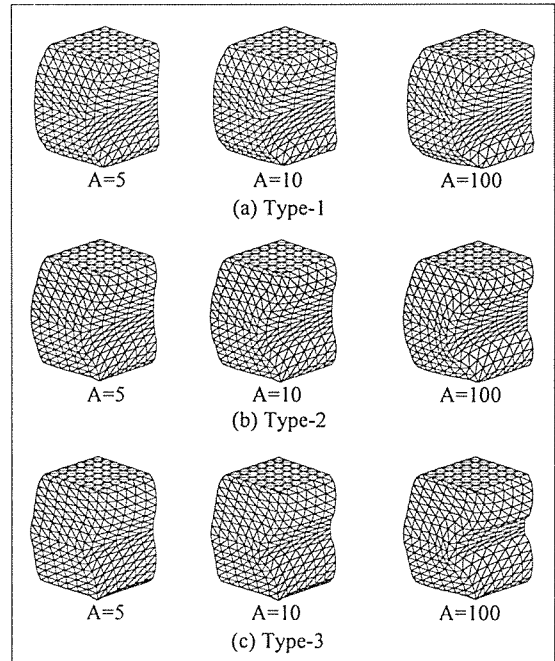 A=5 A=10 A=100
(a) Type-1
A=5 A=10 A=100
(b) Type-2
A=5 A=10 A=100
(c) Type-3